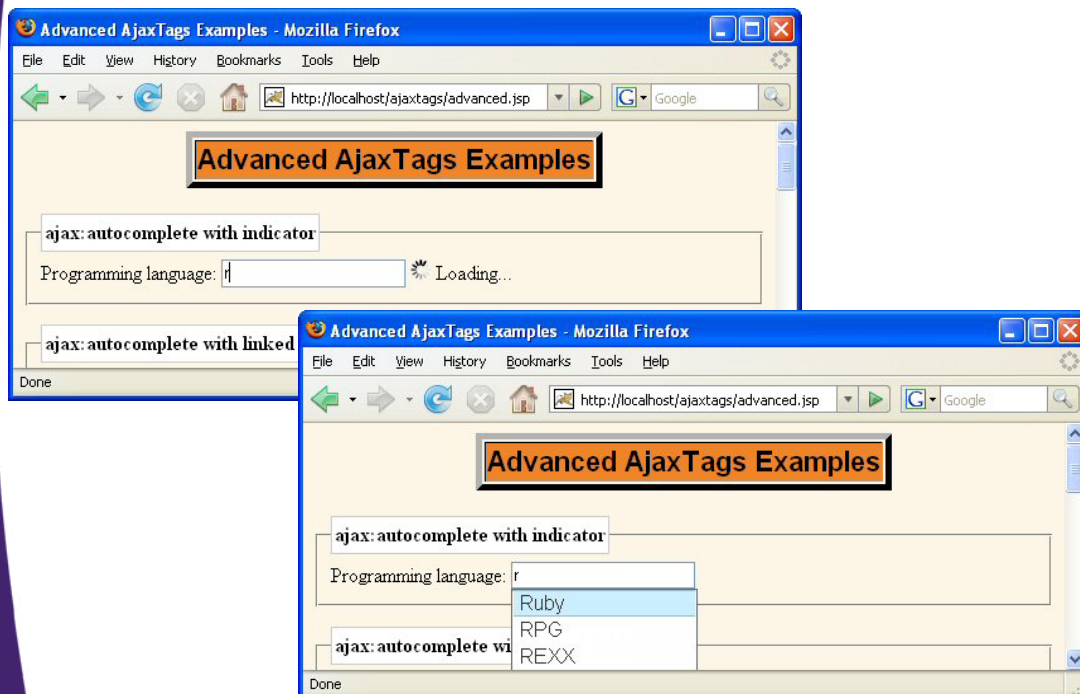 Advanced AjaxTags Examples - Mozilla Firefox
File Edit View History Bookmarks Tools Help
http://localhost/ajaxtags/advanced.jsp
G Google
Advanced AjaxTags Examples
ajax:autocomplete with indicator
Programming language: r
Loading...
ajax:autocomplete with linked
Done
Advanced AjaxTags Examples - Mozilla Firefox
File Edit View History Bookmarks Tools Help
http://localhost/ajaxtags/advanced.jsp
G Google
Advanced AjaxTags Examples
ajax:autocomplete with indicator
Programming language: r
Ruby
RPG
REXX
ajax:autocomplete wi
Done